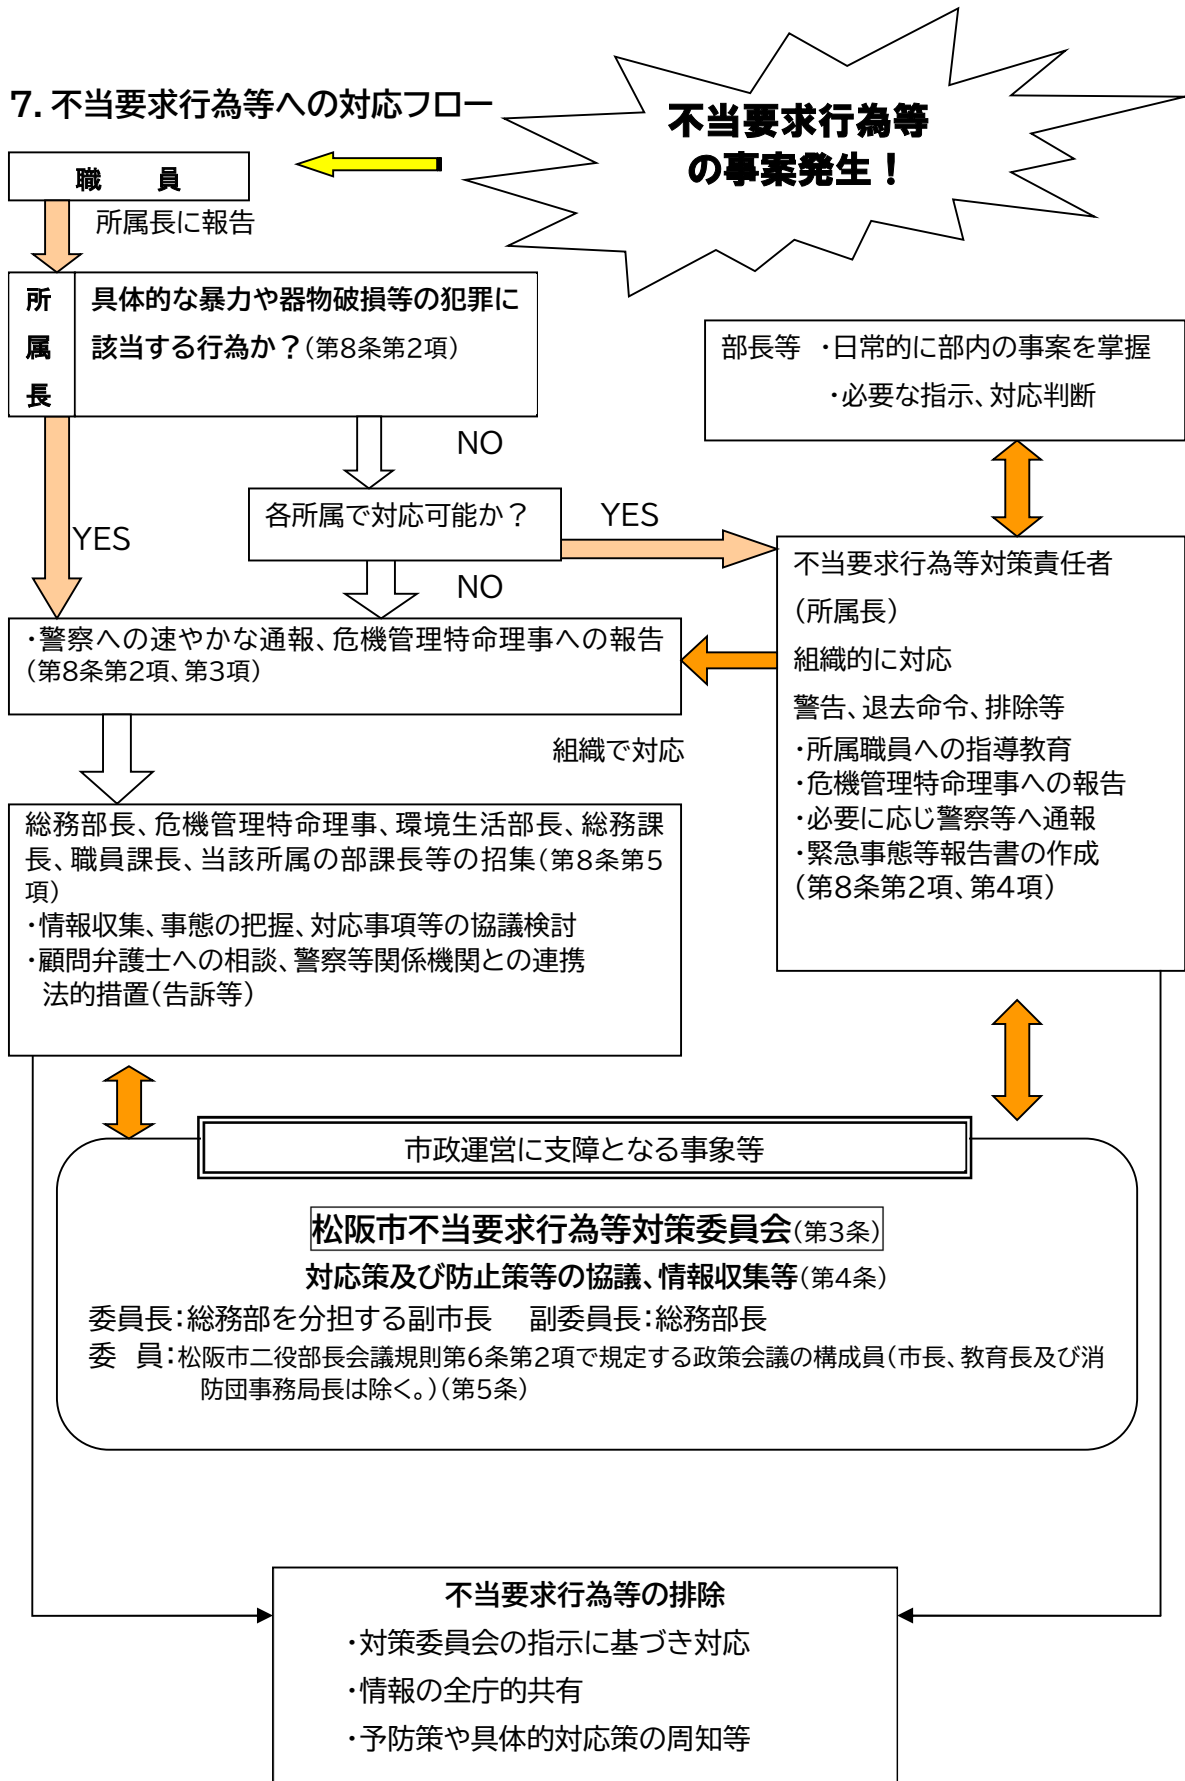 7．不当要求行為等への対応フロー
不当要求行為等
の事案発生！
職　　員
所属長に報告
所属長
具体的な暴力や器物破損等の犯罪に
該当する行為か？（第8条第2項）
部長等　・日常的に部内の事案を掌握
・必要な指示、対応判断
NO
YES
各所属で対応可能か？
YES
NO
不当要求行為等対策責任者
（所属長）
組織的に対応
警告、退去命令、排除等
・所属職員への指導教育
・危機管理特命理事への報告
・必要に応じ警察等へ通報
・緊急事態等報告書の作成
（第8条第2項、第4項）
・警察への速やかな通報、危機管理特命理事への報告
（第8条第2項、第3項）
組織で対応
総務部長、危機管理特命理事、環境生活部長、総務課
長、職員課長、当該所属の部課長等の招集（第8条第5
項）
・情報収集、事態の把握、対応事項等の協議検討
・顧問弁護士への相談、警察等関係機関との連携
法的措置（告訴等）
市政運営に支障となる事象等
松阪市不当要求行為等対策委員会（第3条）
対応策及び防止策等の協議、情報収集等（第4条）
委員長：総務部を分担する副市長　副委員長：総務部長
委　員：松阪市二役部長会議規則第6条第2項で規定する政策会議の構成員（市長、教育長及び消
防団事務局長は除く。）（第5条）
不当要求行為等の排除
・対策委員会の指示に基づき対応
・情報の全庁的共有
・予防策や具体的対応策の周知等